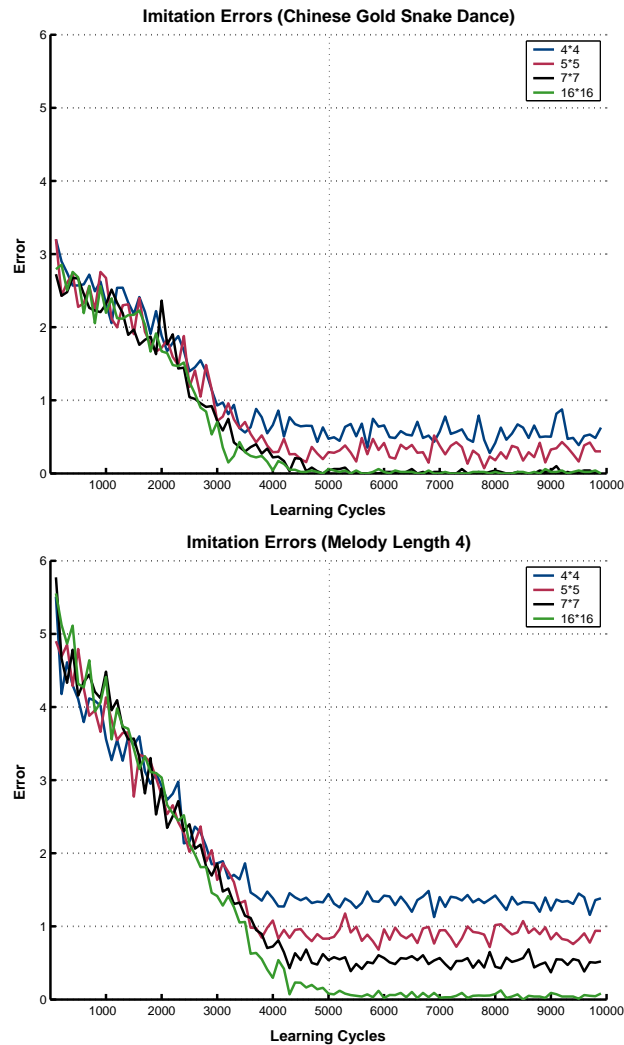 Imitation Errors (Chinese Gold Snake Dance)
6
5
4
3
2
1
0
Error
4*4
5*5
7*7
16*16
1000 2000 3000 4000 5000 6000 7000 8000 9000 10000
Learning Cycles
Imitation Errors (Melody Length 4)
6
5
4
3
2
1
0
Error
4*4
5*5
7*7
16*16
1000 2000 3000 4000 5000 6000 7000 8000 9000 10000
Learning Cycles